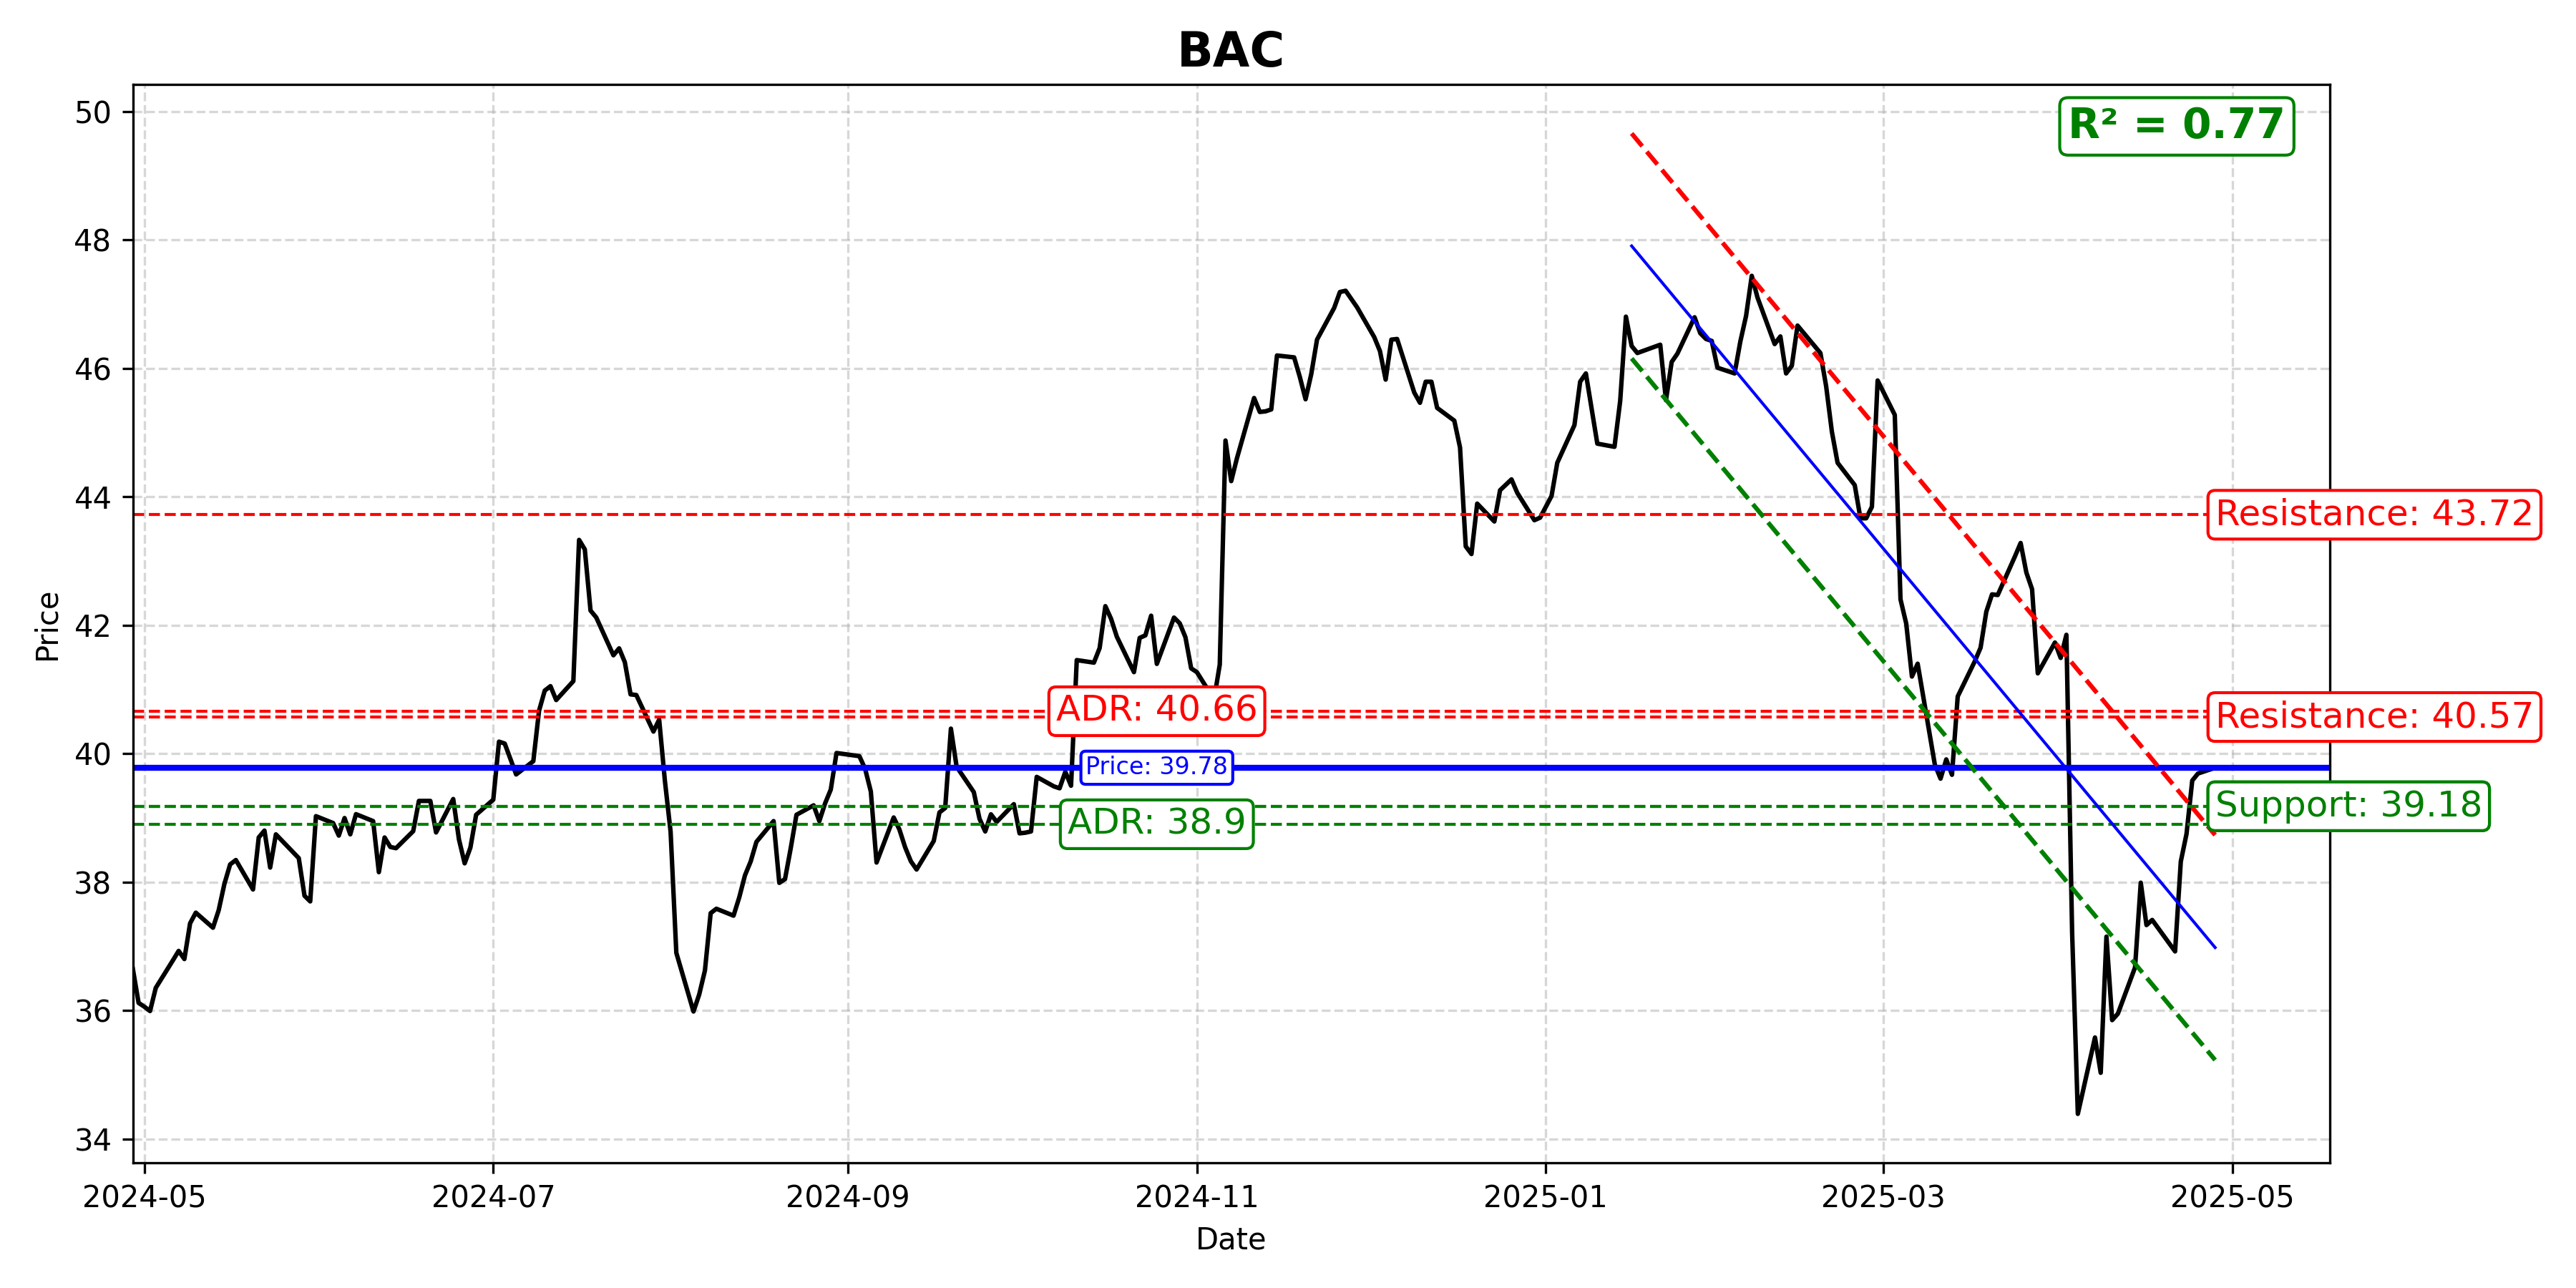 BAC
R² = 0.77
50
48
46
44
42
40
38
36
34
Price
Resistance: 43.72
ADR: 40.66
Resistance: 40.57
Price: 39.78
Support: 39.18
ADR: 38.9
2024-05
2024-07
2024-09
2024-11
2025-01
2025-03
2025-05
Date